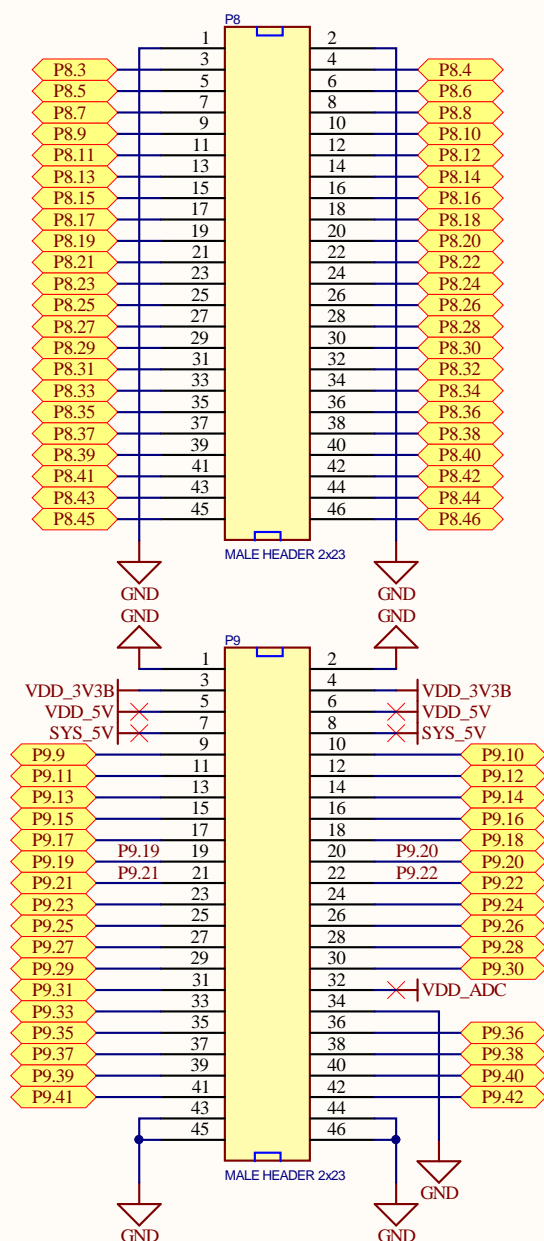 P8
1 2
P8.3 3 4 P8.4
P8.5 5 6 P8.6
P8.7 7 8 P8.8
P8.9 9 10 P8.10
P8.11 11 12 P8.12
P8.13 13 14 P8.14
P8.15 15 16 P8.16
P8.17 17 18 P8.18
P8.19 19 20 P8.20
P8.21 21 22 P8.22
P8.23 23 24 P8.24
P8.25 25 26 P8.26
P8.27 27 28 P8.28
P8.29 29 30 P8.30
P8.31 31 32 P8.32
P8.33 33 34 P8.34
P8.35 35 36 P8.36
P8.37 37 38 P8.38
P8.39 39 40 P8.40
P8.41 41 42 P8.42
P8.43 43 44 P8.44
P8.45 45 46 P8.46
MALE HEADER 2x23
GND GND
GND GND
P9
1 2
VDD_3V3B 3 4 VDD_3V3B
VDD_5V 5 6 VDD_5V
SYS_5V 7 8 SYS_5V
P9.9 9 10 P9.10
P9.11 11 12 P9.12
P9.13 13 14 P9.14
P9.15 15 16 P9.16
P9.17 17 18 P9.18
P9.19 P9.19 19 20 P9.20 P9.20
P9.21 P9.21 21 22 P9.22 P9.22
P9.23 23 24 P9.24
P9.25 25 26 P9.26
P9.27 27 28 P9.28
P9.29 29 30 P9.30
P9.31 31 32 VDD_ADC
P9.33 33 34
P9.35 35 36 P9.36
P9.37 37 38 P9.38
P9.39 39 40 P9.40
P9.41 41 42 P9.42
43 44
45 46
MALE HEADER 2x23
GND
GND GND